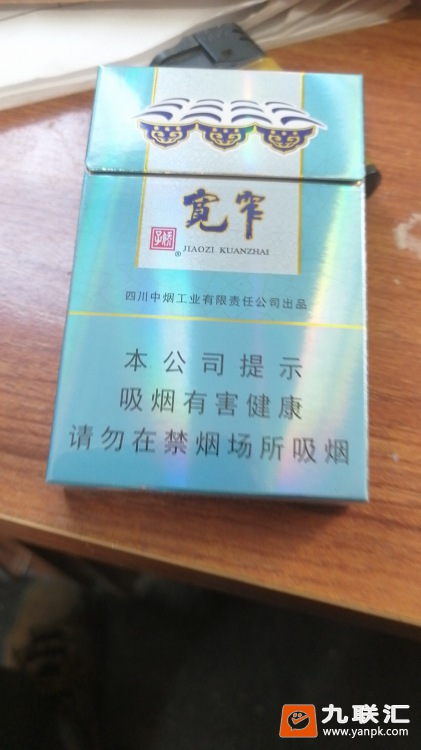 宽窄
娇子
®
JIAOZI KUANZHAI
四川中烟工业有限责任公司出品
本公司提示
吸烟有害健康
请勿在禁烟场所吸烟
九联汇
www.yanpk.com